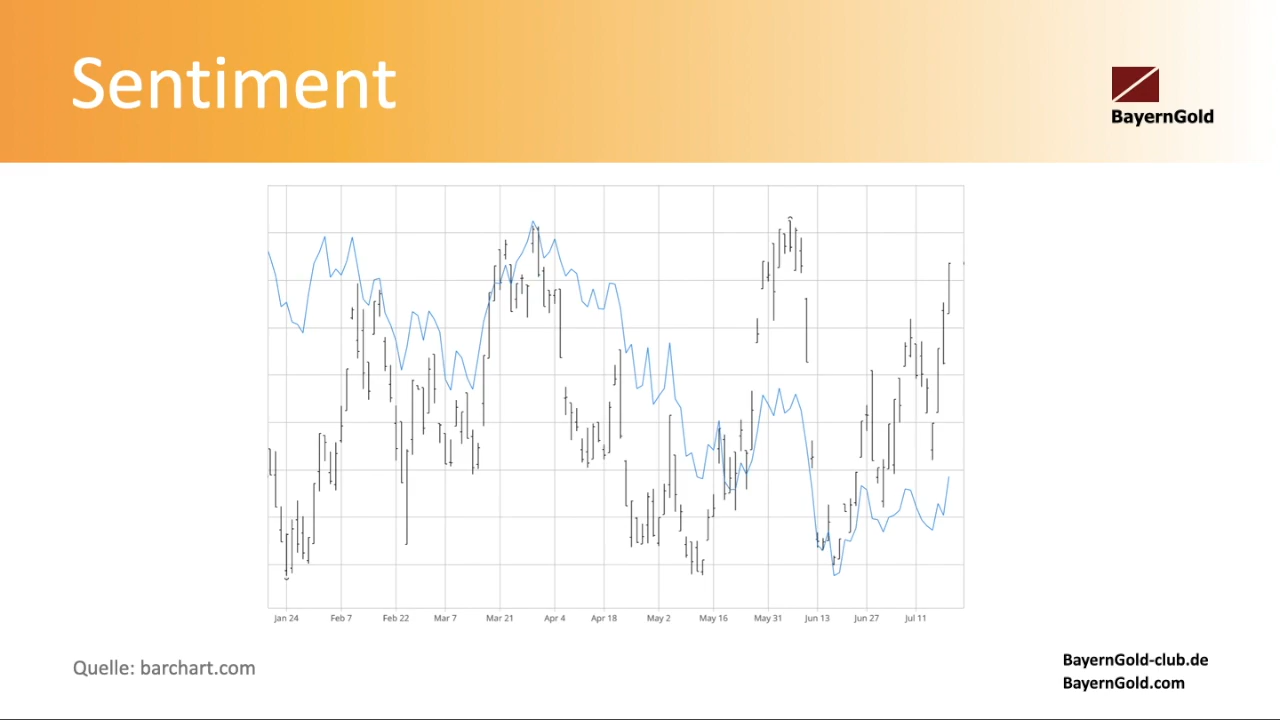 Sentiment
BayernGold
Jan 24 Feb 7 Feb 22 Mar 7 Mar 21 Apr 4 Apr 18 May 2 May 16 May 31 Jun 13 Jun 27 Jul 11
Quelle: barchart.com
BayernGold-club.de
BayernGold.com